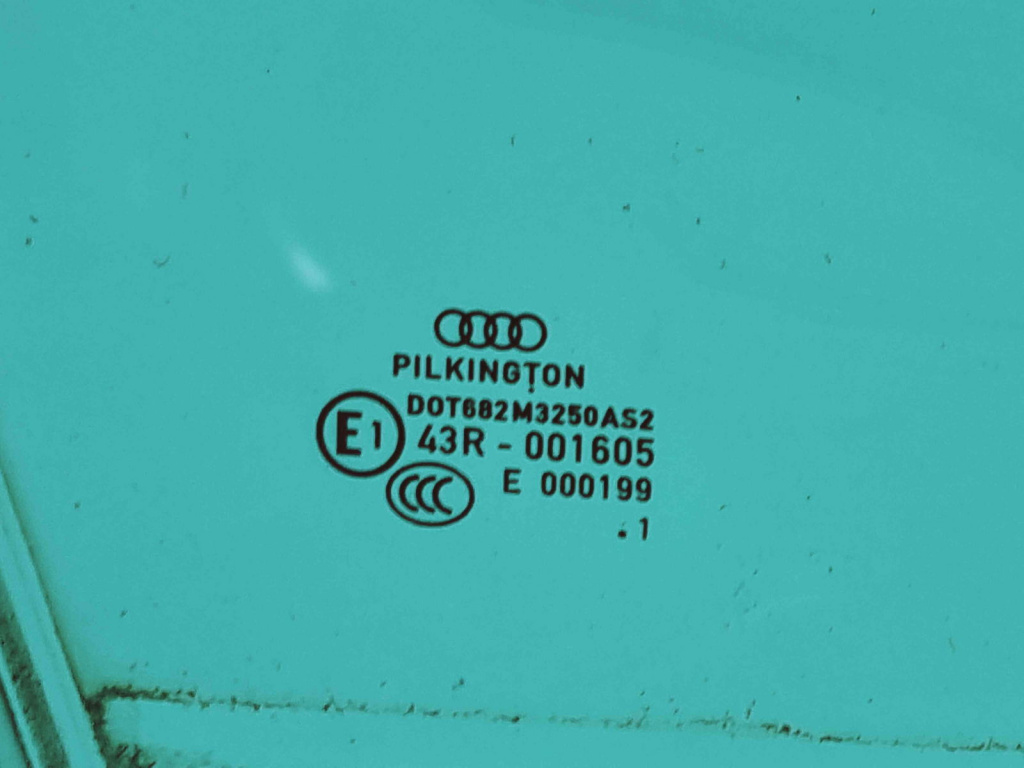 PILKINGTON
DOT682M3250AS2
E1 43R - 001605
CCC E 000199
. 1